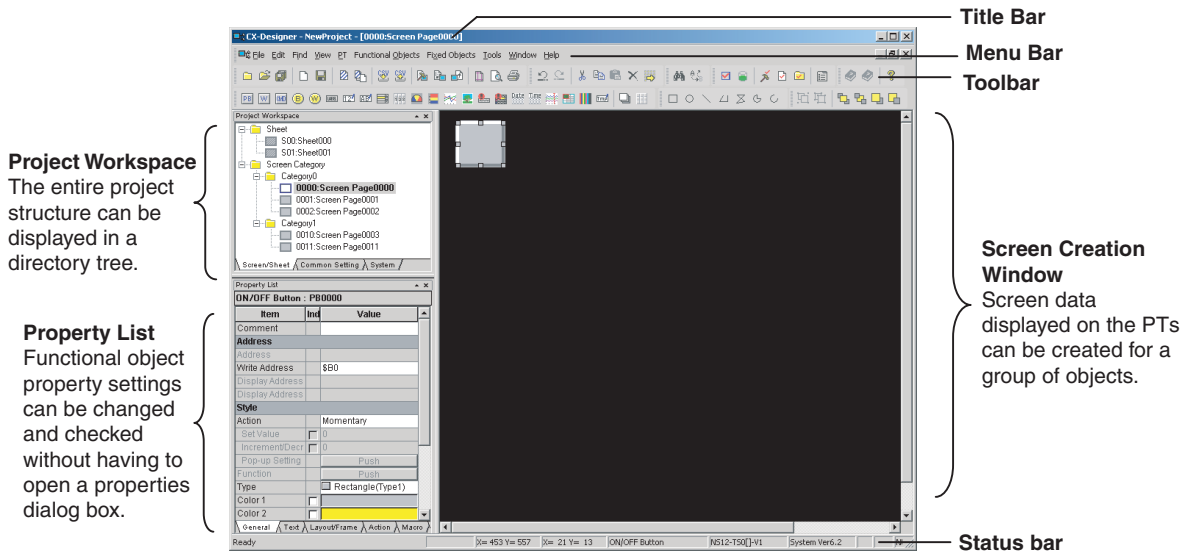 Title Bar
CX-Designer - NewProject - [0000:Screen Page0000]
Menu Bar
File Edit Find View PT Functional Objects Fixed Objects Tools Window Help
Toolbar
Date Time
Project Workspace
Sheet
S00:Sheet000
S01:Sheet001
Screen Category
Category0
0000:Screen Page0000
0001:Screen Page0001
0002:Screen Page0002
Category1
0010:Screen Page0003
0011:Screen Page0011
Screen/Sheet Common Setting System
Project Workspace
The entire project
structure can be
displayed in a
directory tree.
Property List
ON/OFF Button : PB0000
Item Ind Value
Comment
Address
Address
Write Address $B0
Display Address
Display Address
Style
Action Momentary
Set Value 0
Increment/Decr 0
Pop-up Setting Push
Function Push
Type Rectangle(Type1)
Color 1
Color 2
General Text Layout/Frame Action Macro
Property List
Functional object
property settings
can be changed
and checked
without having to
open a properties
dialog box.
Screen Creation
Window
Screen data
displayed on the PTs
can be created for a
group of objects.
Ready X= 453 Y= 557 X= 21 Y= 13 ON/OFF Button NS12-TS0[]-V1 System Ver6.2
Status bar